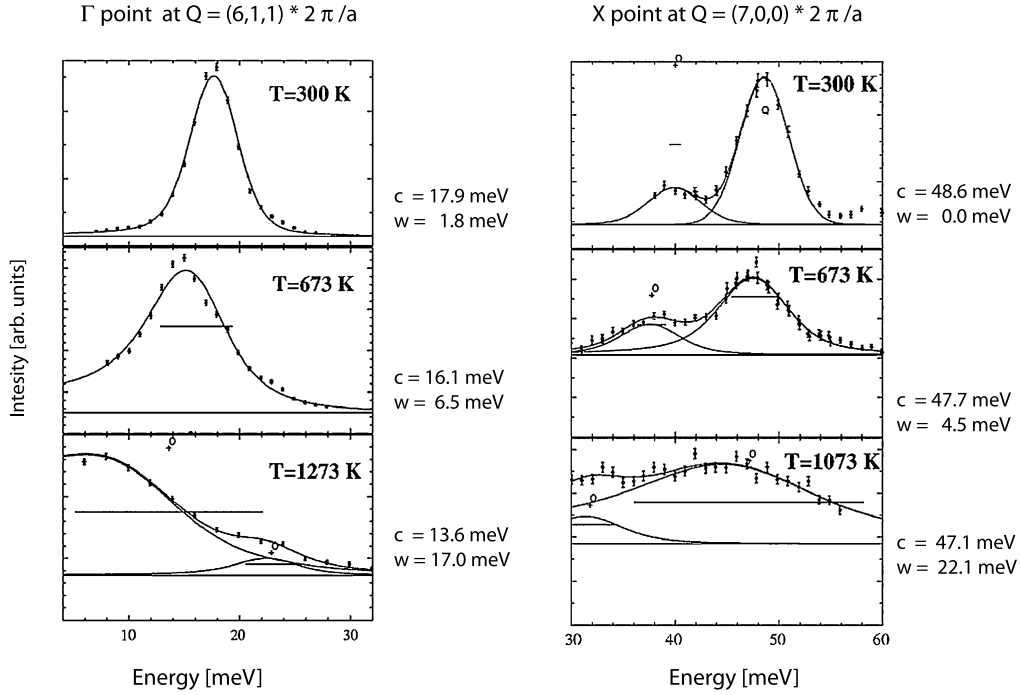 Γ point at Q = (6,1,1) * 2 π /a
X point at Q = (7,0,0) * 2 π /a
T=300 K
c = 17.9 meV
w = 1.8 meV
T=673 K
c = 16.1 meV
w = 6.5 meV
T=1273 K
c = 13.6 meV
w = 17.0 meV
Intesity [arb. units]
10 20 30
Energy [meV]
T=300 K
c = 48.6 meV
w = 0.0 meV
T=673 K
c = 47.7 meV
w = 4.5 meV
T=1073 K
c = 47.1 meV
w = 22.1 meV
30 40 50 60
Energy [meV]